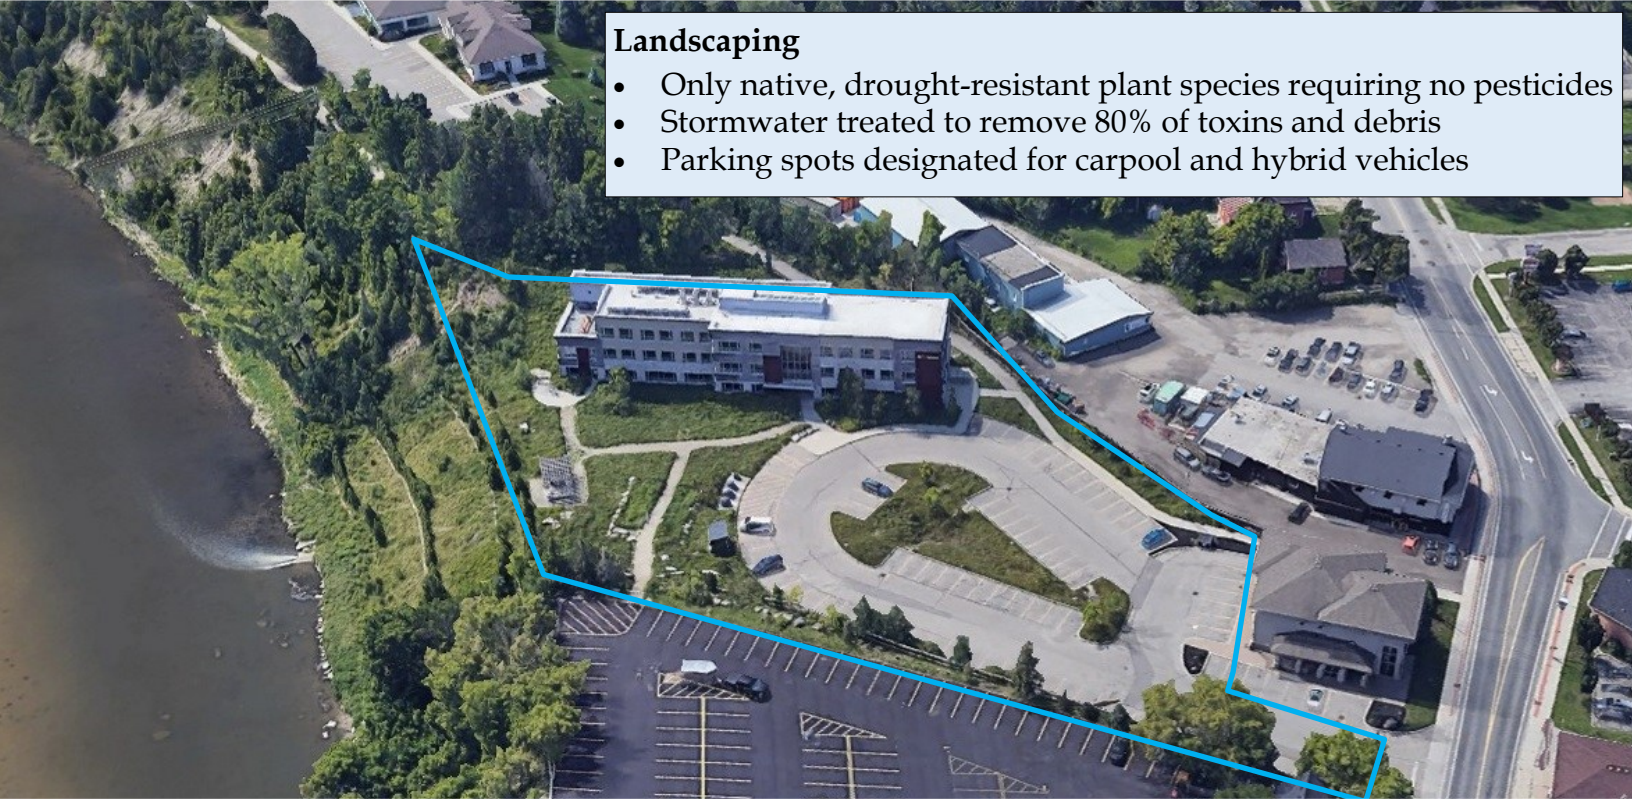 Landscaping
• Only native, drought-resistant plant species requiring no pesticides
• Stormwater treated to remove 80% of toxins and debris
• Parking spots designated for carpool and hybrid vehicles